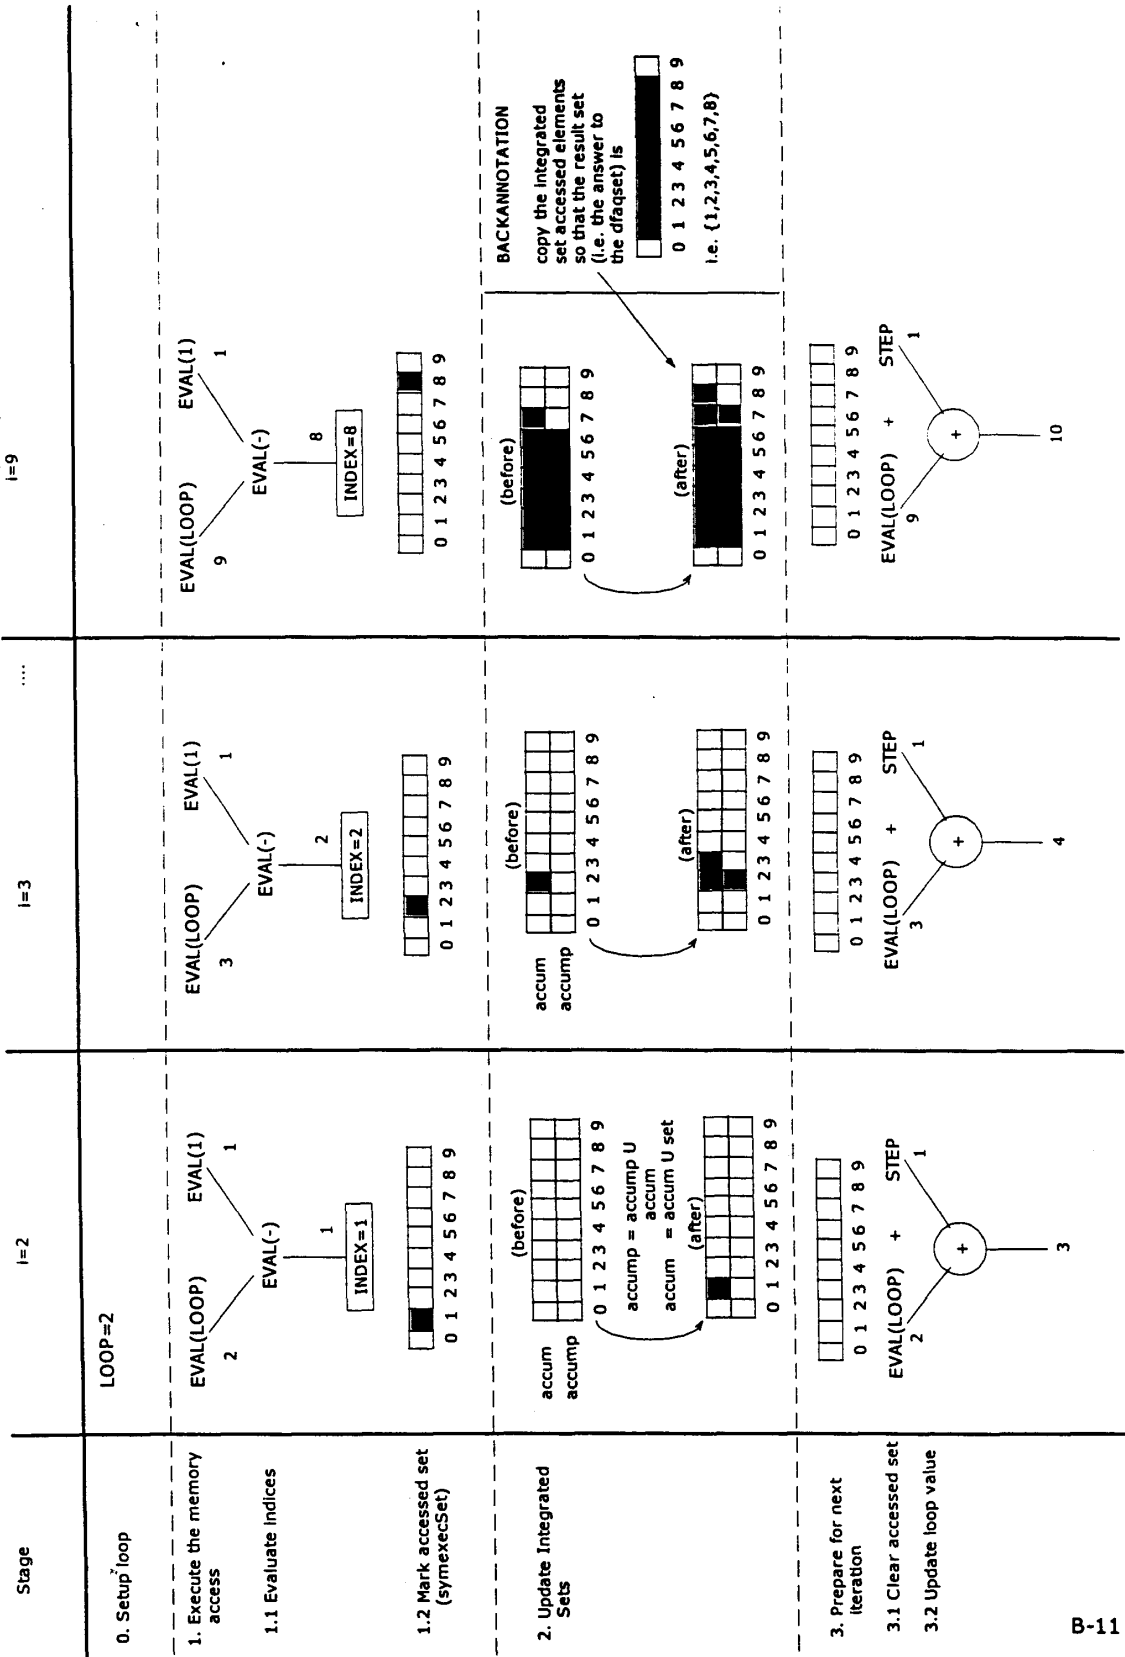 Stage
i=2
i=3
....
i=9
0. Setup loop
LOOP=2
1. Execute the memory
access
1.1 Evaluate Indices
EVAL(LOOP)
EVAL(1)
2
1
EVAL(-)
1
INDEX=1
EVAL(LOOP)
EVAL(1)
3
1
EVAL(-)
2
INDEX=2
EVAL(LOOP)
EVAL(1)
9
1
EVAL(-)
8
INDEX=8
1.2 Mark accessed set
(symexecSet)
0 1 2 3 4 5 6 7 8 9
0 1 2 3 4 5 6 7 8 9
0 1 2 3 4 5 6 7 8 9
2. Update Integrated
Sets
(before)
accum
accump
0 1 2 3 4 5 6 7 8 9
accump = accump U
accum
accum = accum U set
(after)
0 1 2 3 4 5 6 7 8 9
(before)
accum
accump
0 1 2 3 4 5 6 7 8 9
(after)
0 1 2 3 4 5 6 7 8 9
(before)
0 1 2 3 4 5 6 7 8 9
(after)
0 1 2 3 4 5 6 7 8 9
BACKANNOTATION
copy the integrated
set accessed elements
so that the result set
(i.e. the answer to
the dfaqset) is
0 1 2 3 4 5 6 7 8 9
i.e. {1,2,3,4,5,6,7,8}
3. Prepare for next
iteration
3.1 Clear accessed set
0 1 2 3 4 5 6 7 8 9
0 1 2 3 4 5 6 7 8 9
0 1 2 3 4 5 6 7 8 9
3.2 Update loop value
EVAL(LOOP) + STEP
2
1
+
3
EVAL(LOOP) + STEP
3
1
+
4
EVAL(LOOP) + STEP
9
1
+
10
B-11